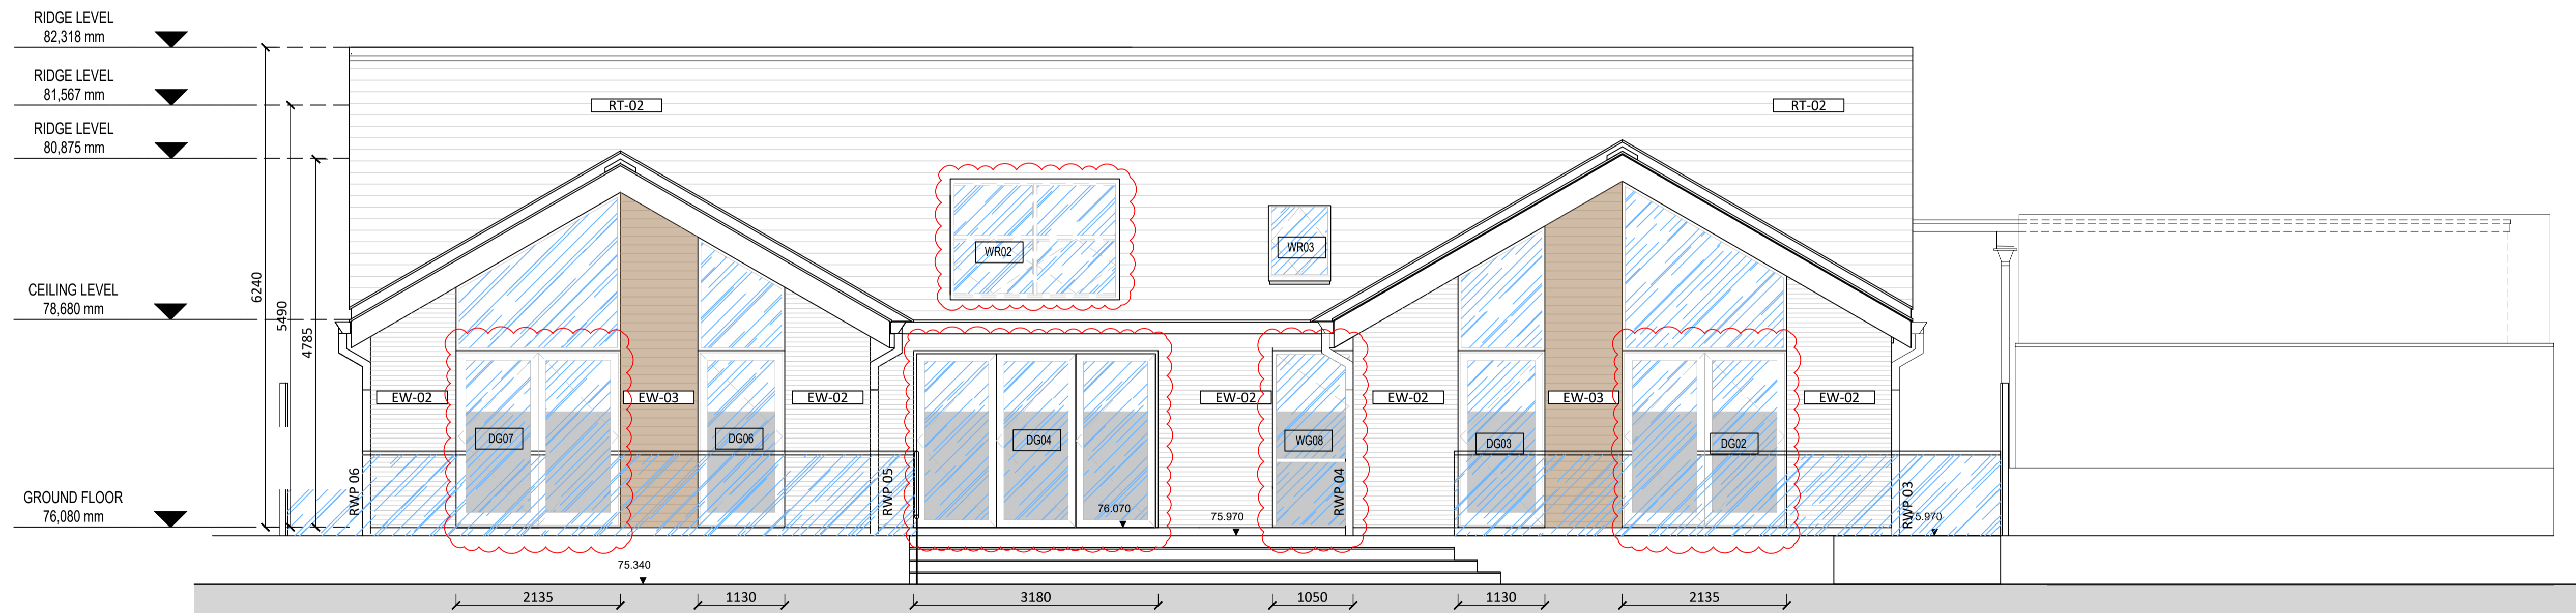 RIDGE LEVEL
82,318 mm
RIDGE LEVEL
81,567 mm
RIDGE LEVEL
80,875 mm
CEILING LEVEL
78,680 mm
GROUND FLOOR
76,080 mm
6240
5490
4785
RT-02
RT-02
WR02
WR03
EW-02
EW-03
EW-02
EW-02
EW-02
EW-03
EW-02
DG07
DG06
DG04
WG08
DG03
DG02
RWP 06
RWP 05
RWP 04
RWP 03
76.070
75.970
75.970
75.340
2135
1130
3180
1050
1130
2135